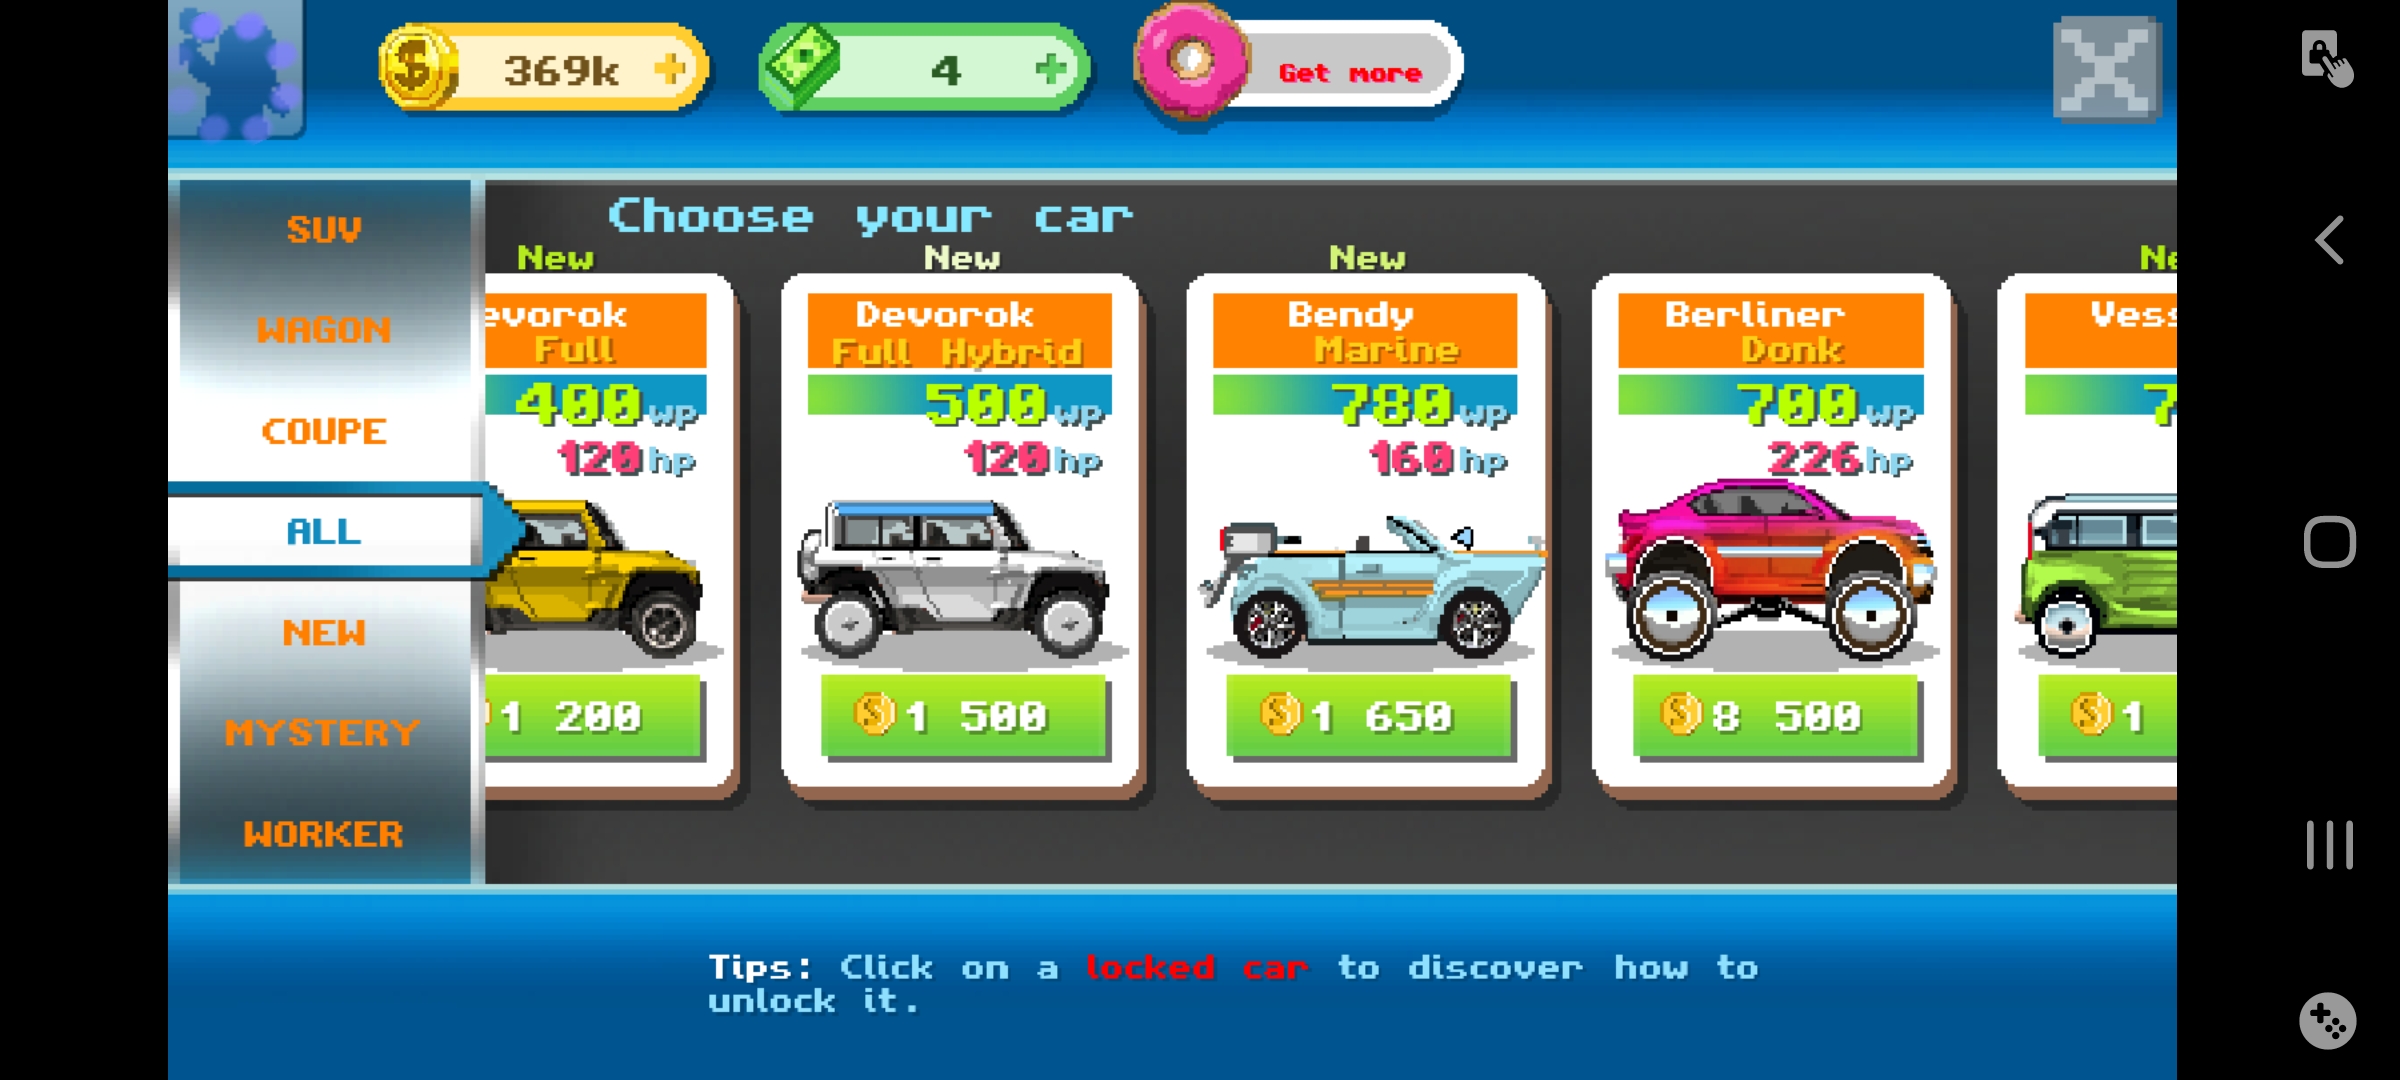 369k
4
Get more
SUV
WAGON
COUPE
ALL
NEW
MYSTERY
WORKER
Choose your car
New
evorok
Full
400 wp
120 hp
1 200
New
Devorok
Full Hybrid
500 wp
120 hp
1 500
New
Bendy
Marine
780 wp
160 hp
1 650
Berliner
Donk
700 wp
226 hp
8 500
Ne
Vess
7
1
Tips: Click on a locked car to discover how to
unlock it.